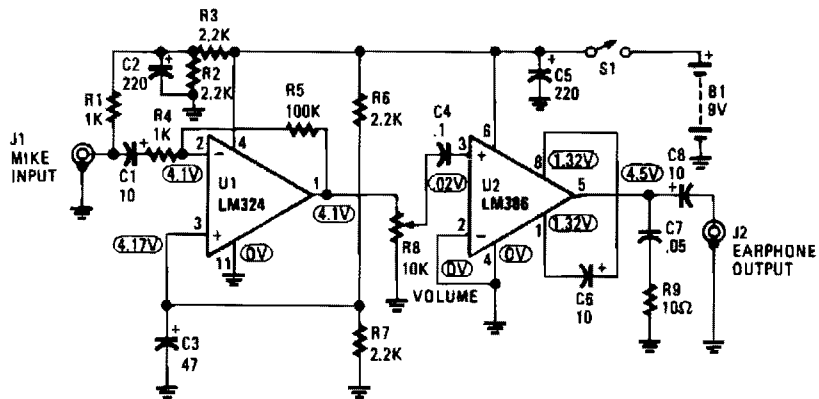 R3
2.2K
C2
220
R2
2.2K
R1
1K
R4
1K
R5
100K
R6
2.2K
C4
.1
C5
220
S1
B1
9V
J1
MIKE
INPUT
C1
10
2
4
4.1V
U1
LM324
1
4.1V
3
4.17V
11
0V
R8
10K
VOLUME
3
.02V
6
U2
LM386
8
1.32V
5
4.5V
C8
10
2
0V
4
0V
1
1.32V
C6
10
C7
.05
R9
10Ω
J2
EARPHONE
OUTPUT
C3
47
R7
2.2K